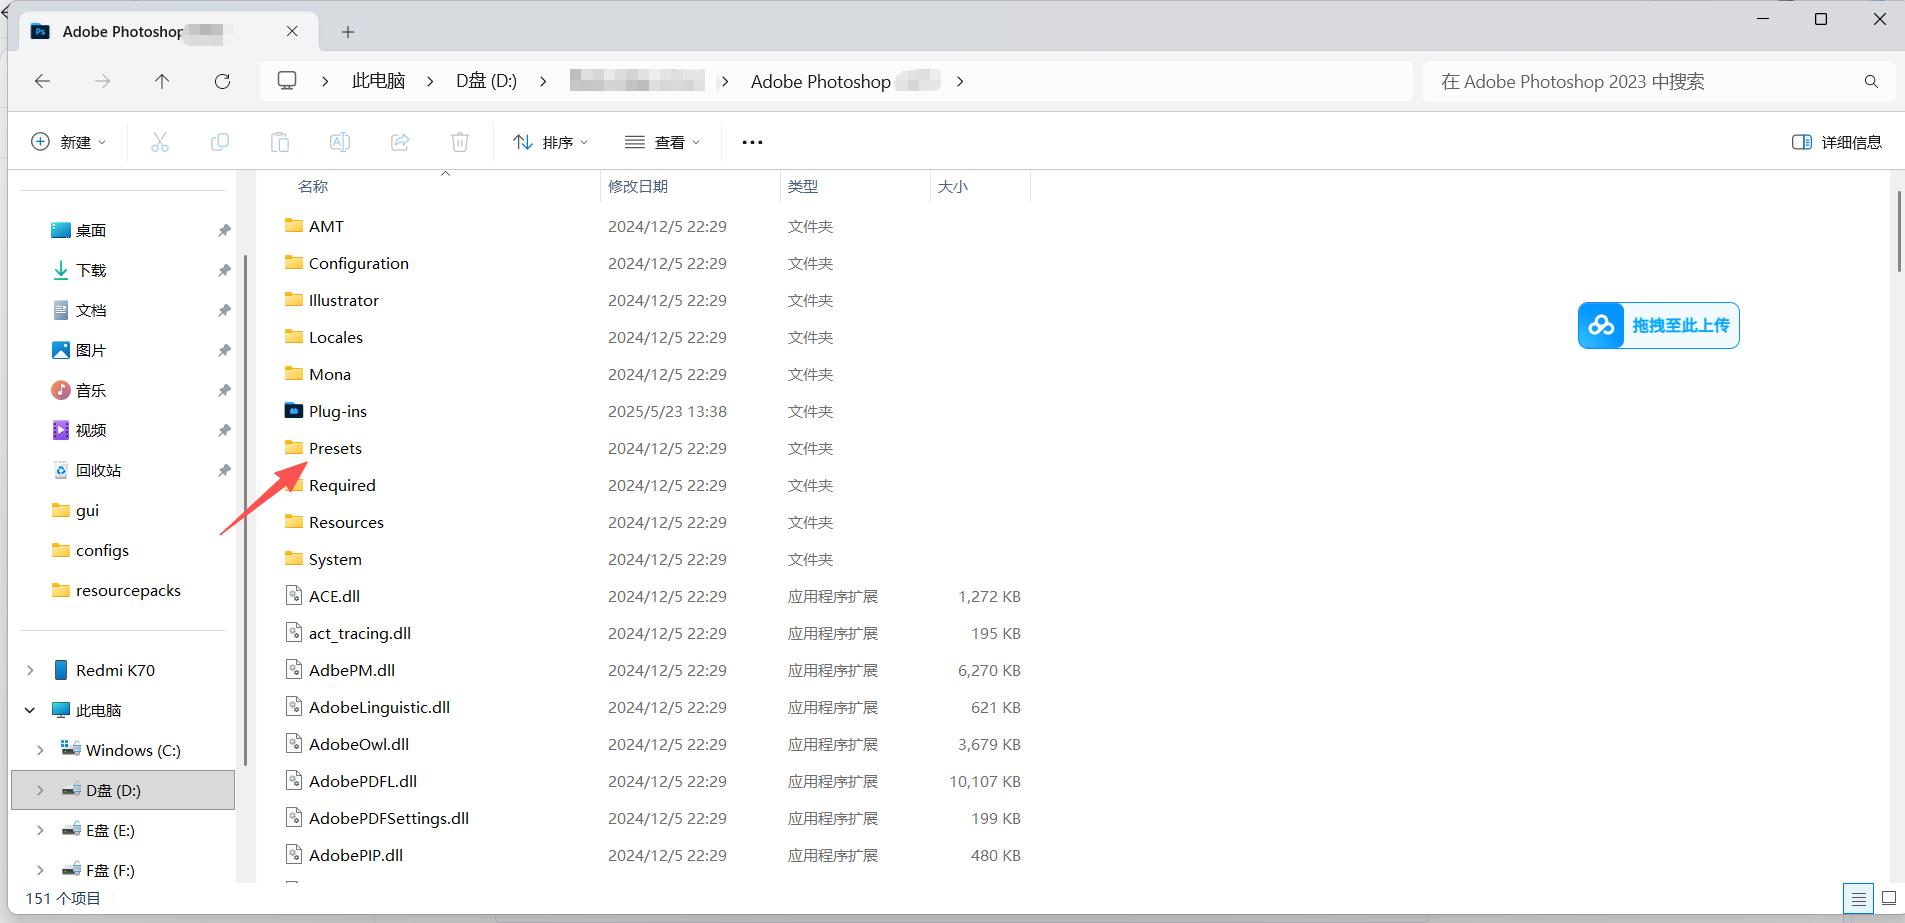 Adobe Photoshop
此电脑 D盘 (D:) Adobe Photoshop 在 Adobe Photoshop 2023 中搜索
新建 排序 查看 详细信息
名称 修改日期 类型 大小
桌面
下载
文档
图片
音乐
视频
回收站
gui
configs
resourcepacks
Redmi K70
此电脑
Windows (C:)
D盘 (D:)
E盘 (E:)
F盘 (F:)
AMT 2024/12/5 22:29 文件夹
Configuration 2024/12/5 22:29 文件夹
Illustrator 2024/12/5 22:29 文件夹
Locales 2024/12/5 22:29 文件夹
Mona 2024/12/5 22:29 文件夹
Plug-ins 2025/5/23 13:38 文件夹
Presets 2024/12/5 22:29 文件夹
Required 2024/12/5 22:29 文件夹
Resources 2024/12/5 22:29 文件夹
System 2024/12/5 22:29 文件夹
ACE.dll 2024/12/5 22:29 应用程序扩展 1,272 KB
act_tracing.dll 2024/12/5 22:29 应用程序扩展 195 KB
AdbePM.dll 2024/12/5 22:29 应用程序扩展 6,270 KB
AdobeLinguistic.dll 2024/12/5 22:29 应用程序扩展 621 KB
AdobeOwl.dll 2024/12/5 22:29 应用程序扩展 3,679 KB
AdobePDFL.dll 2024/12/5 22:29 应用程序扩展 10,107 KB
AdobePDFSettings.dll 2024/12/5 22:29 应用程序扩展 199 KB
AdobePIP.dll 2024/12/5 22:29 应用程序扩展 480 KB
拖拽至此上传
151 个项目